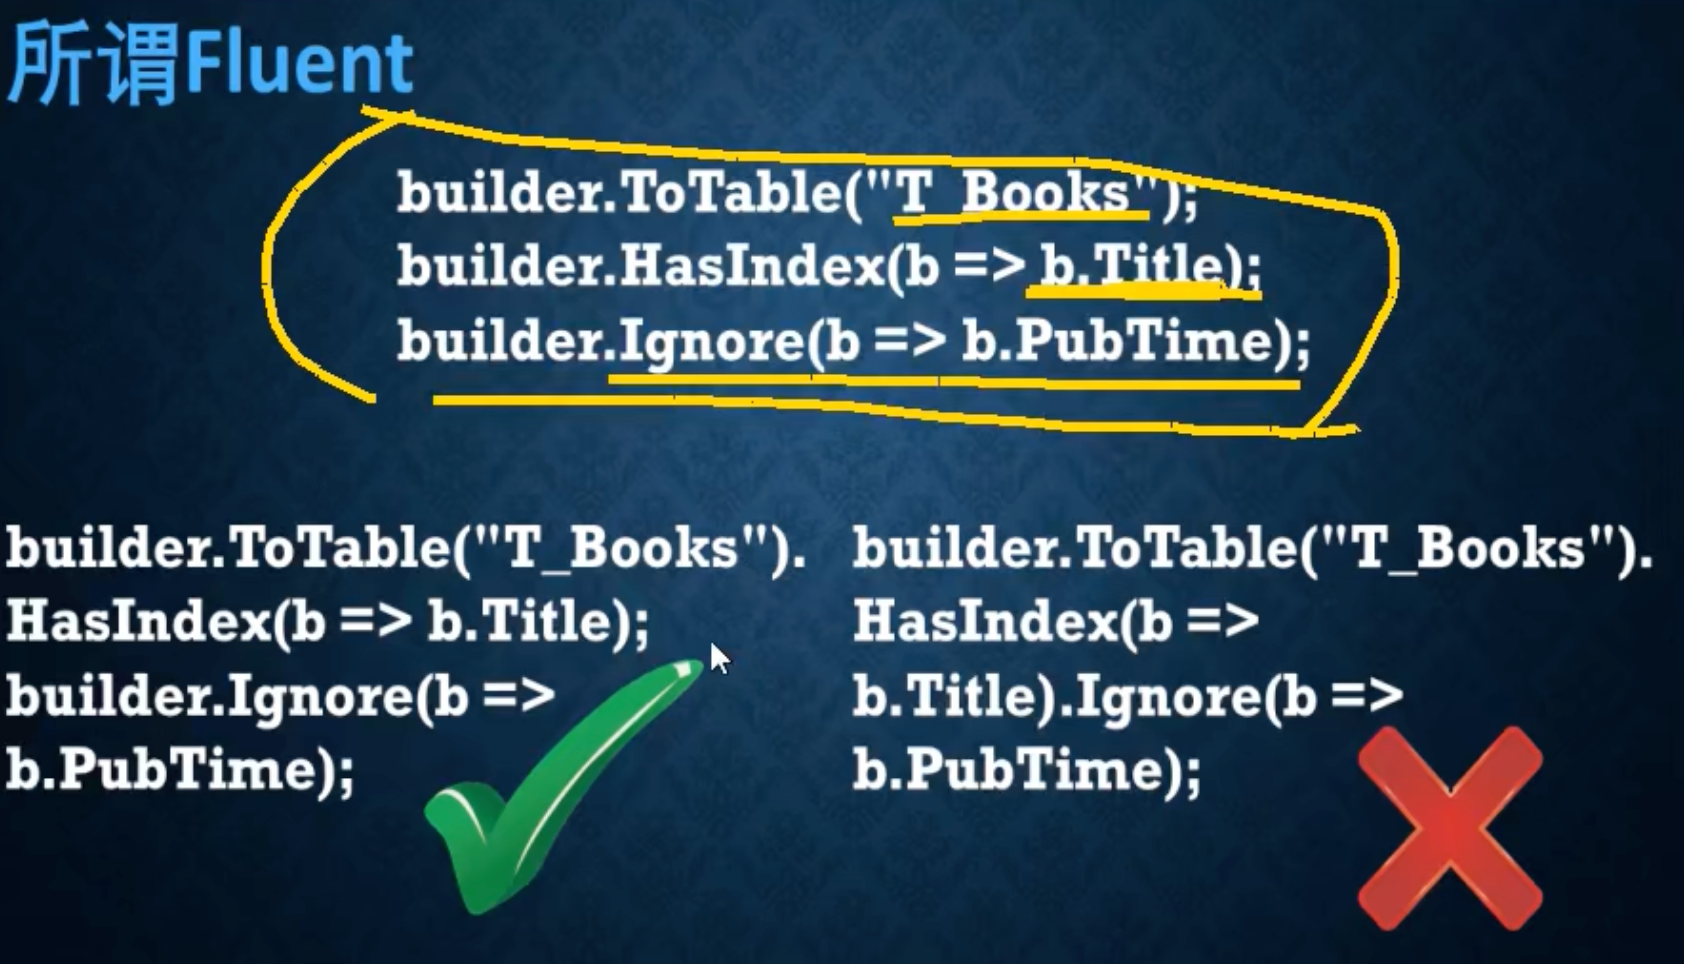 所谓Fluent
builder.ToTable("T_Books");
builder.HasIndex(b => b.Title);
builder.Ignore(b => b.PubTime);
builder.ToTable("T_Books").
HasIndex(b => b.Title);
builder.Ignore(b =>
b.PubTime);
builder.ToTable("T_Books").
HasIndex(b =>
b.Title).Ignore(b =>
b.PubTime);